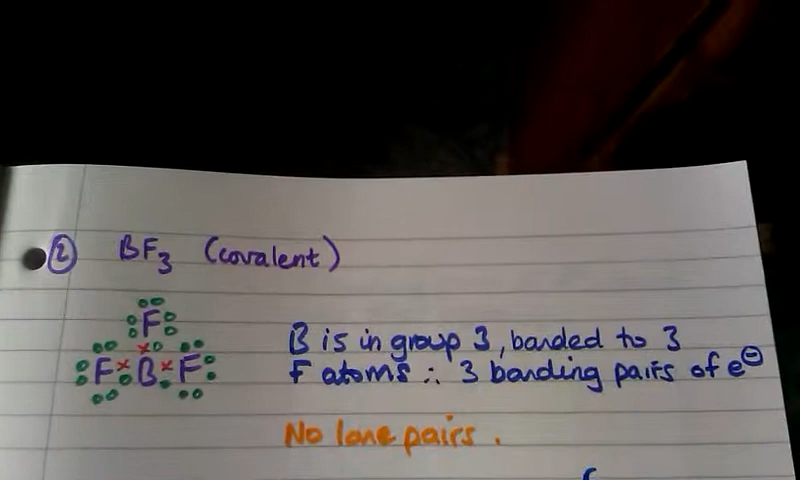 ② BF₃ (covalent)
F
F B F
B is in group 3, bonded to 3
F atoms ∴ 3 bonding pairs of e⊖
No lone pairs.